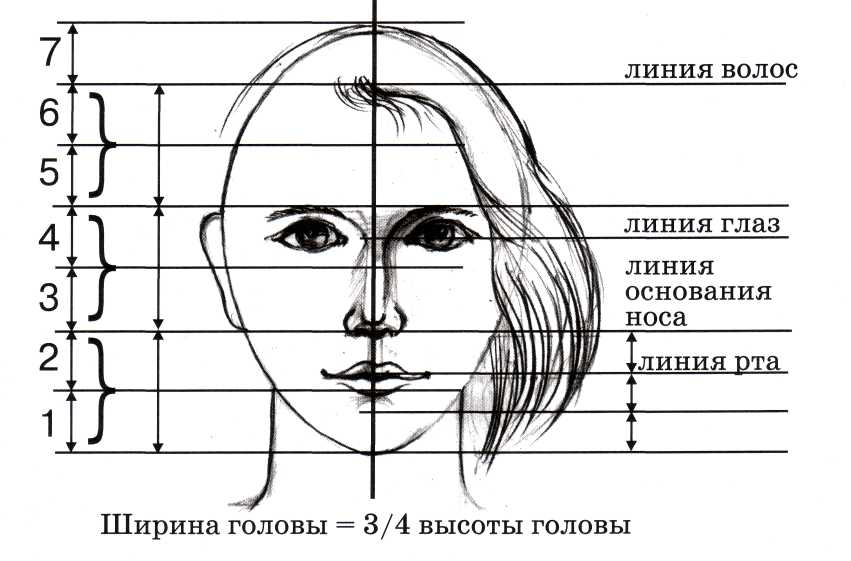 7
линия волос
6
5
4
линия глаз
3
линия
основания
носа
2
линия рта
1
Ширина головы = 3/4 высоты головы